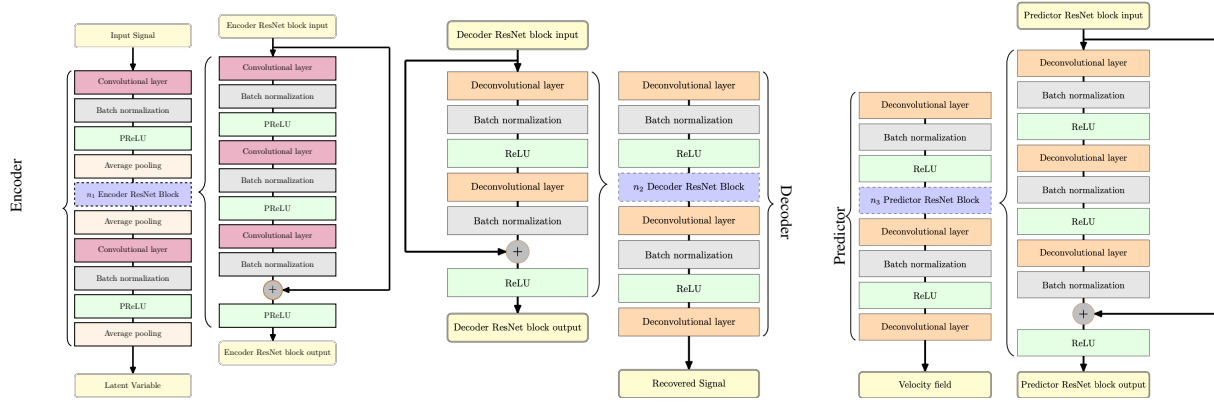 Encoder
Input Signal
Convolutional layer
Batch normalization
PReLU
Average pooling
n₁ Encoder ResNet Block
Average pooling
Convolutional layer
Batch normalization
PReLU
Average pooling
Latent Variable
Encoder ResNet block input
Convolutional layer
Batch normalization
PReLU
Convolutional layer
Batch normalization
PReLU
Convolutional layer
Batch normalization
+
PReLU
Encoder ResNet block output
Decoder ResNet block input
Deconvolutional layer
Batch normalization
ReLU
Deconvolutional layer
Batch normalization
+
ReLU
Decoder ResNet block output
Deconvolutional layer
Batch normalization
ReLU
n₂ Decoder ResNet Block
Deconvolutional layer
Batch normalization
ReLU
Deconvolutional layer
Recovered Signal
Decoder
Predictor
Deconvolutional layer
Batch normalization
ReLU
n₃ Predictor ResNet Block
Deconvolutional layer
Batch normalization
ReLU
Deconvolutional layer
Velocity field
Predictor ResNet block input
Deconvolutional layer
Batch normalization
ReLU
Deconvolutional layer
Batch normalization
ReLU
Deconvolutional layer
Batch normalization
+
ReLU
Predictor ResNet block output